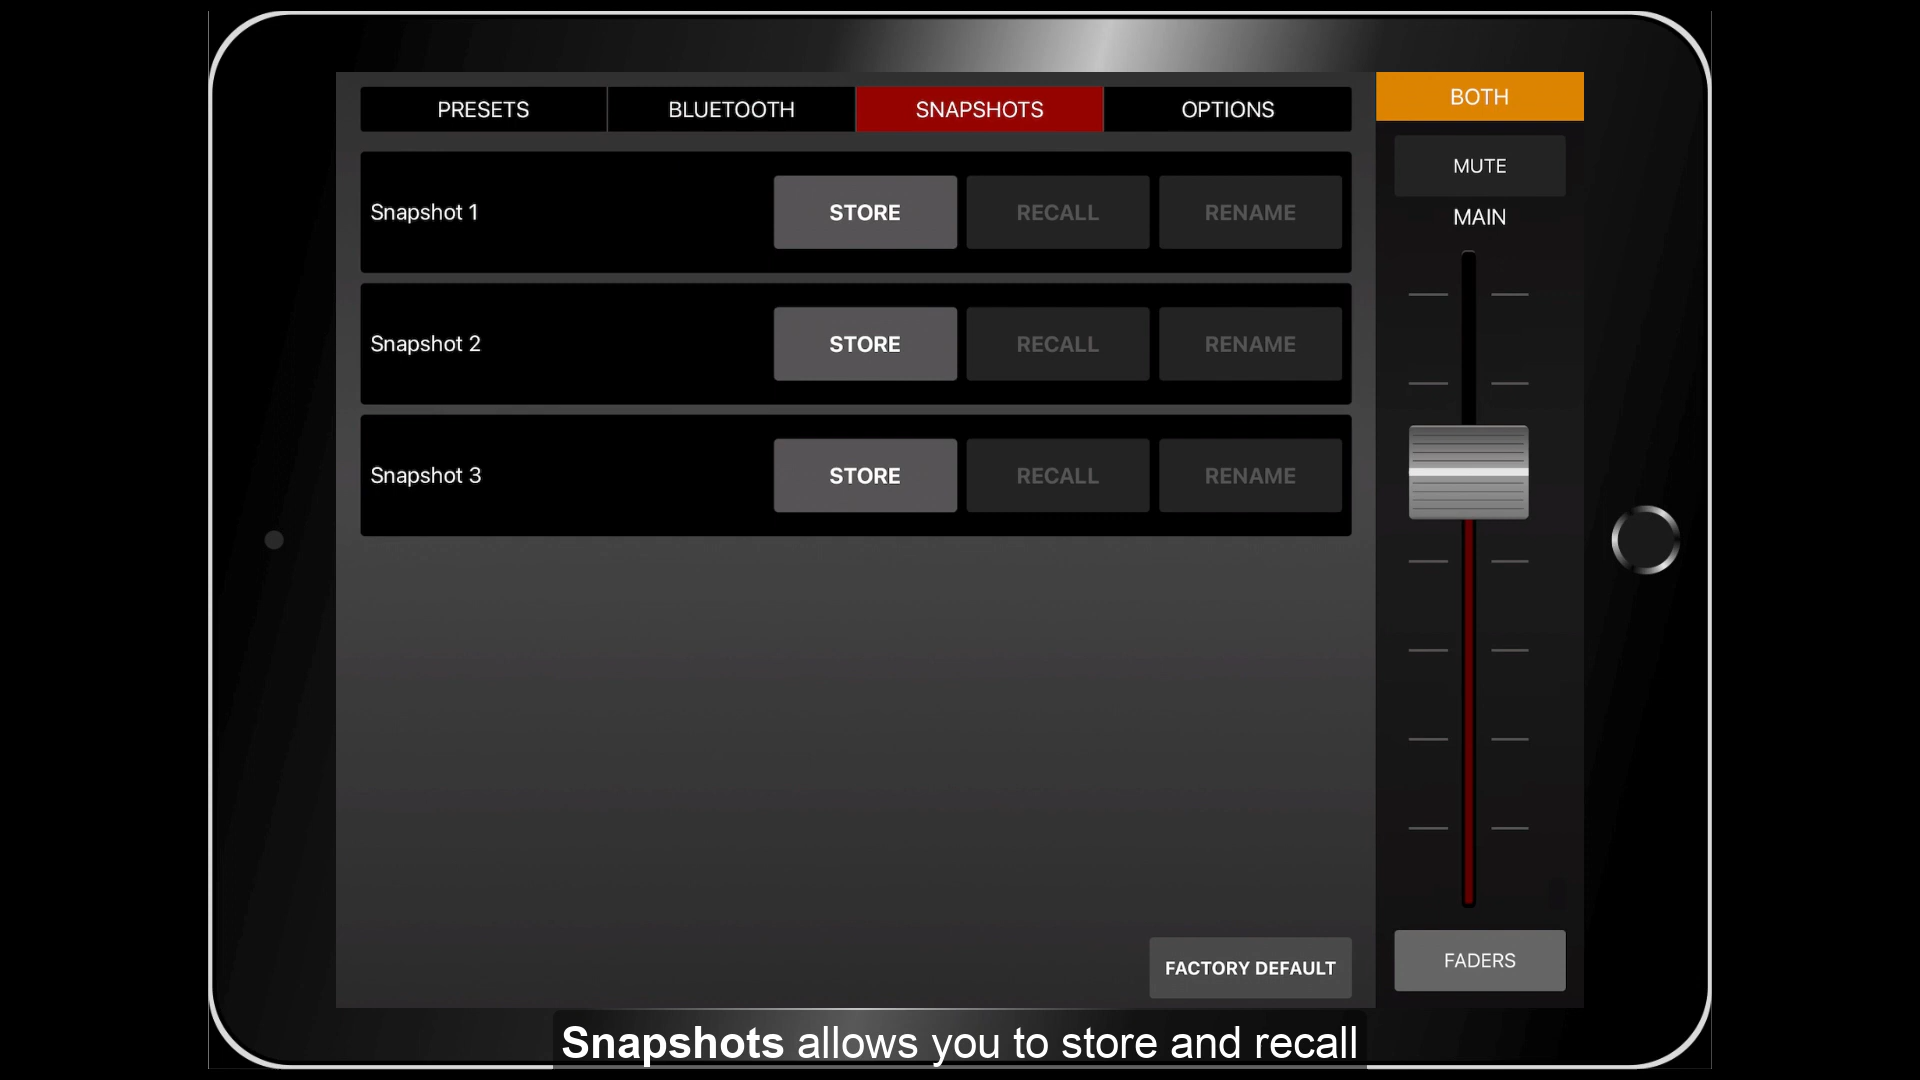 PRESETS BLUETOOTH SNAPSHOTS OPTIONS BOTH
MUTE
MAIN
Snapshot 1 STORE RECALL RENAME
Snapshot 2 STORE RECALL RENAME
Snapshot 3 STORE RECALL RENAME
FACTORY DEFAULT FADERS
Snapshots allows you to store and recall